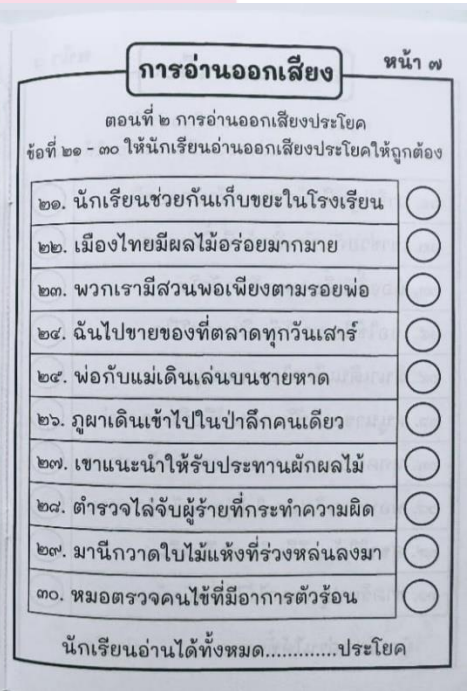 การอ่านออกเสียง
หน้า ๗
ตอนที่ ๒ การอ่านออกเสียงประโยค
ข้อที่ ๒๑ - ๓๐ ให้นักเรียนอ่านออกเสียงประโยคให้ถูกต้อง
๒๑. นักเรียนช่วยกันเก็บขยะในโรงเรียน
๒๒. เมืองไทยมีผลไม้อร่อยมากมาย
๒๓. พวกเรามีสวนพอเพียงตามรอยพ่อ
๒๔. ฉันไปขายของที่ตลาดทุกวันเสาร์
๒๕. พ่อกับแม่เดินเล่นบนชายหาด
๒๖. ภูผาเดินเข้าไปในป่าลึกคนเดียว
๒๗. เขาแนะนำให้รับประทานผักผลไม้
๒๘. ตำรวจไล่จับผู้ร้ายที่กระทำความผิด
๒๙. มานีกวาดใบไม้แห้งที่ร่วงหล่นลงมา
๓๐. หมอตรวจคนไข้ที่มีอาการตัวร้อน
นักเรียนอ่านได้ทั้งหมด............ประโยค